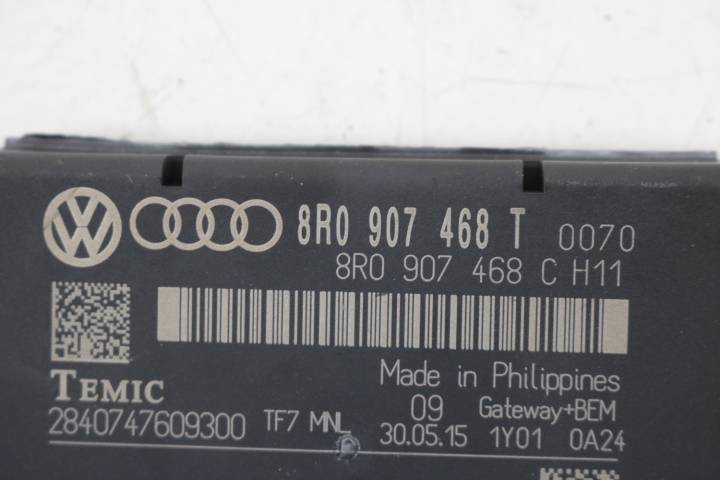 8R0 907 468 T 0070
8R0 907 468 C H11
TEMIC
Made in Philippines
09 Gateway+BEM
2840747609300 TF7 MNL 30.05.15 1Y01 0A24